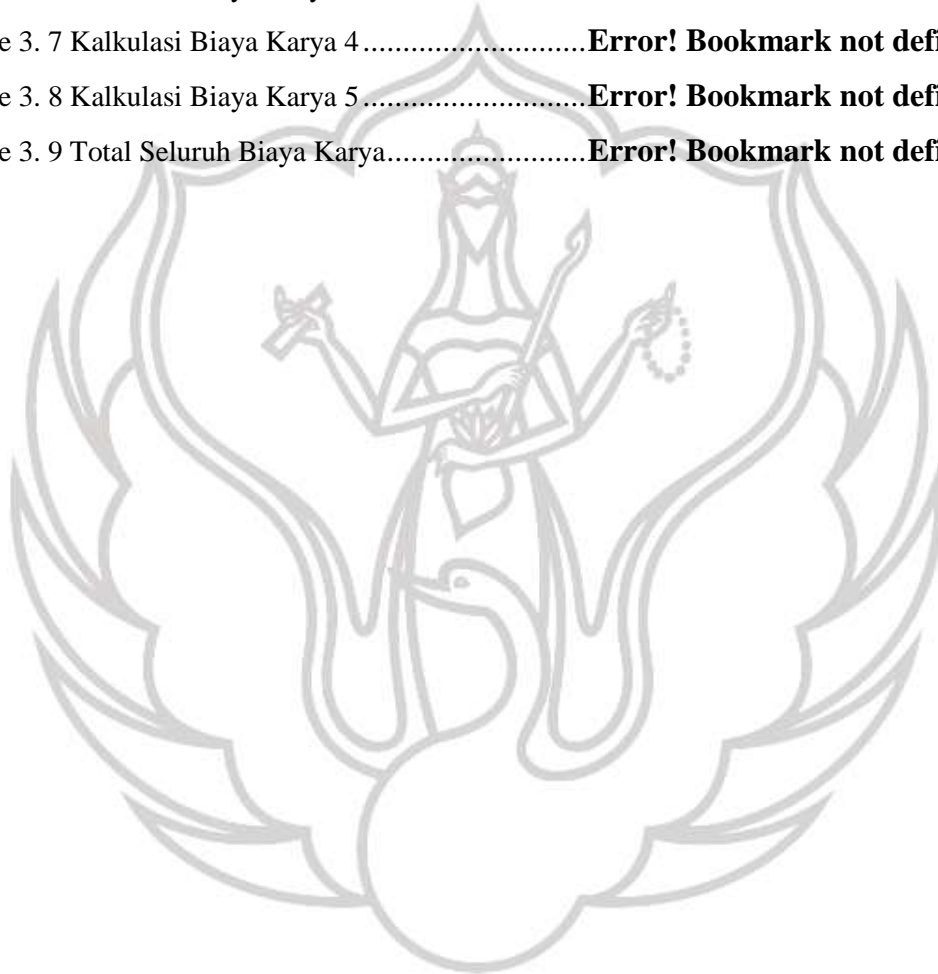 e 3. 7 Kalkulasi Biaya Karya 4............................Error! Bookmark not defi
e 3. 8 Kalkulasi Biaya Karya 5............................Error! Bookmark not defi
e 3. 9 Total Seluruh Biaya Karya.........................Error! Bookmark not defi